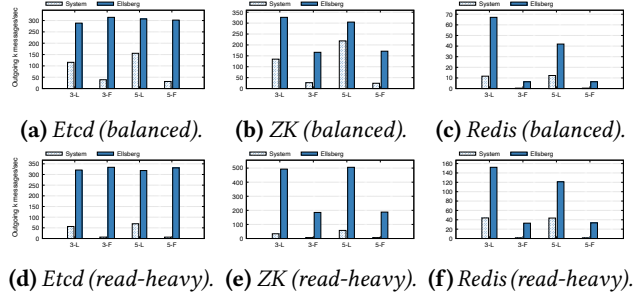 System Ellsberg
Outgoing k messages/sec
300
250
200
150
100
50
0
3-L 3-F 5-L 5-F
(a) Etcd (balanced).
System Ellsberg
350
300
250
200
150
100
50
0
3-L 3-F 5-L 5-F
(b) ZK (balanced).
System Ellsberg
70
60
50
40
30
20
10
0
3-L 3-F 5-L 5-F
(c) Redis (balanced).
System Ellsberg
Outgoing k messages/sec
350
300
250
200
150
100
50
0
3-L 3-F 5-L 5-F
(d) Etcd (read-heavy).
System Ellsberg
500
400
300
200
100
0
3-L 3-F 5-L 5-F
(e) ZK (read-heavy).
System Ellsberg
160
140
120
100
80
60
40
20
0
3-L 3-F 5-L 5-F
(f) Redis (read-heavy).